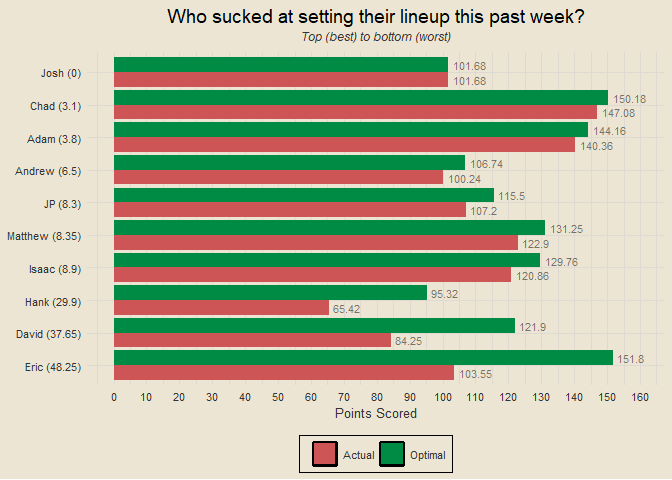 Who sucked at setting their lineup this past week?
Top (best) to bottom (worst)
Josh (0)
101.68
101.68
Chad (3.1)
150.18
147.08
Adam (3.8)
144.16
140.36
Andrew (6.5)
106.74
100.24
JP (8.3)
115.5
107.2
Matthew (8.35)
131.25
122.9
Isaac (8.9)
129.76
120.86
Hank (29.9)
95.32
65.42
David (37.65)
121.9
84.25
Eric (48.25)
151.8
103.55
0 10 20 30 40 50 60 70 80 90 100 110 120 130 140 150 160
Points Scored
Actual Optimal